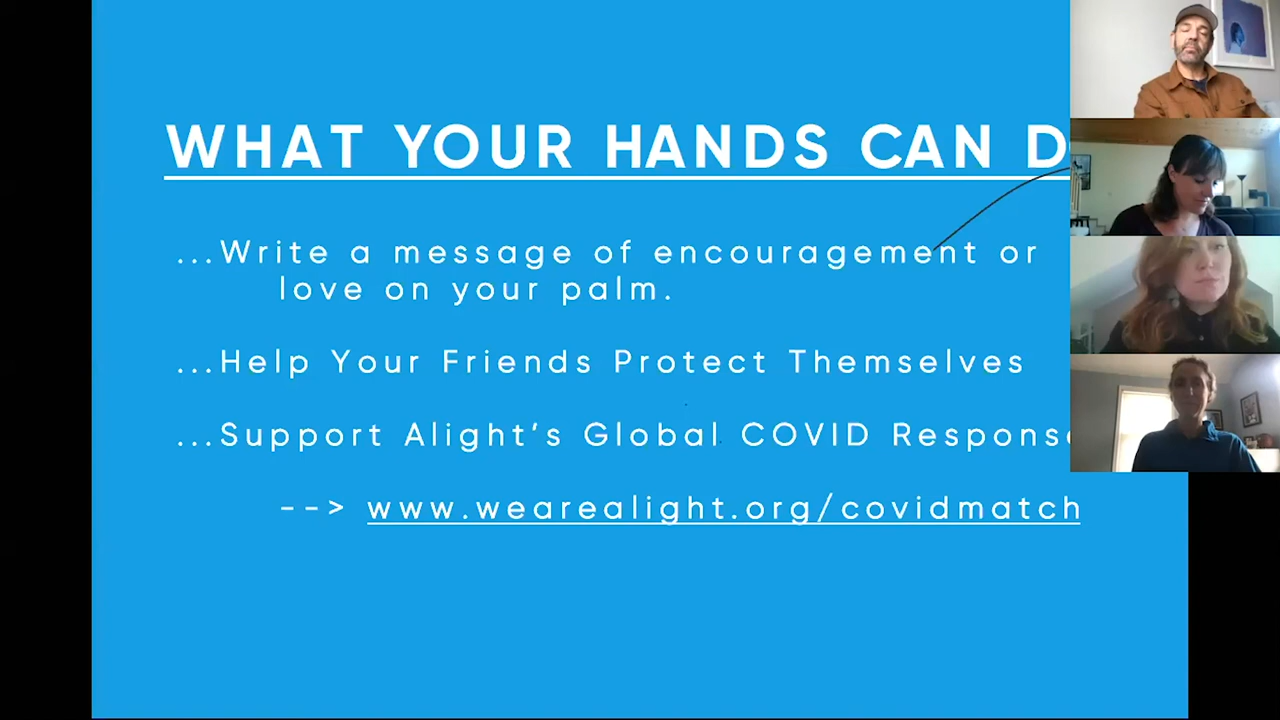 WHAT YOUR HANDS CAN D
...Write a message of encouragement or
love on your palm.
...Help Your Friends Protect Themselves
...Support Alight’s Global COVID Response
--> www.wearealight.org/covidmatch